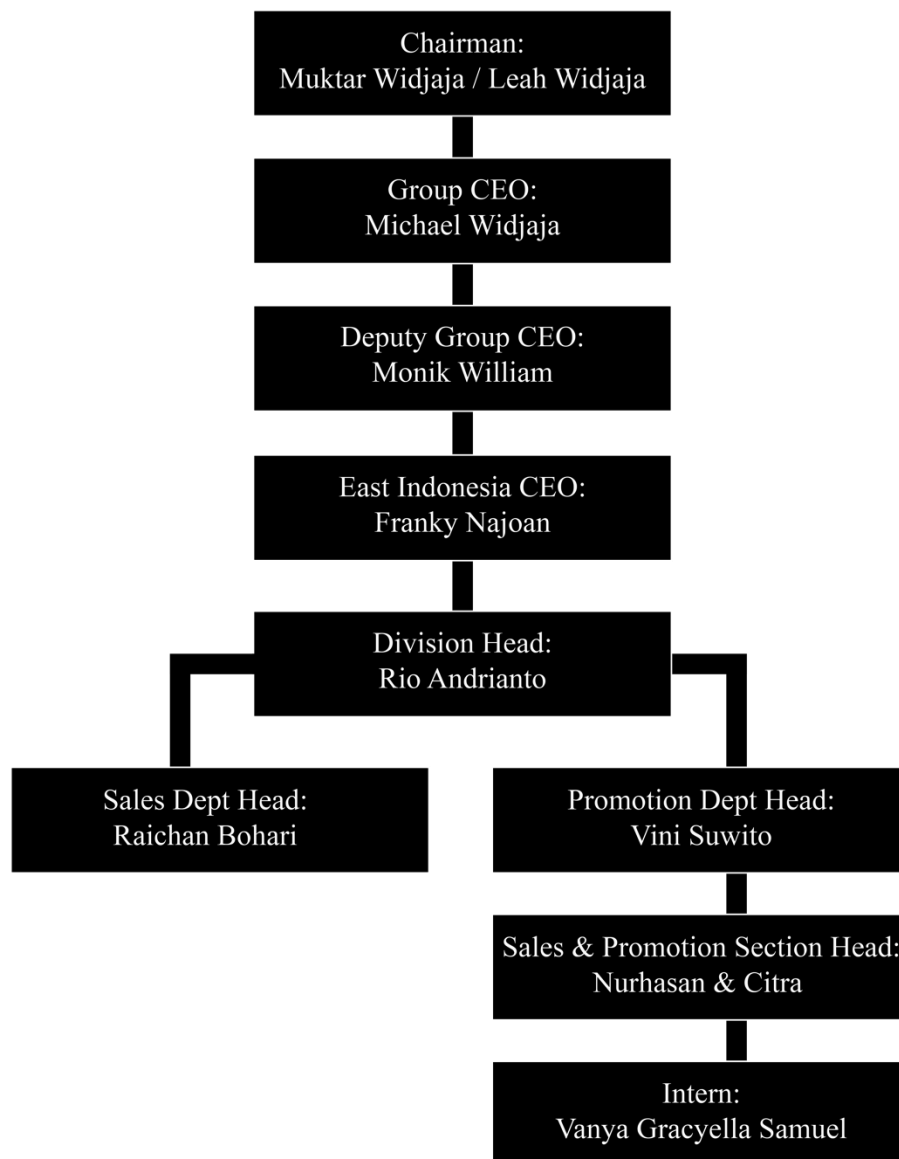 Chairman:
Muktar Widjaja / Leah Widjaja
Group CEO:
Michael Widjaja
Deputy Group CEO:
Monik William
East Indonesia CEO:
Franky Najoan
Division Head:
Rio Andrianto
Sales Dept Head:
Raichan Bohari
Promotion Dept Head:
Vini Suwito
Sales & Promotion Section Head:
Nurhasan & Citra
Intern:
Vanya Gracyella Samuel